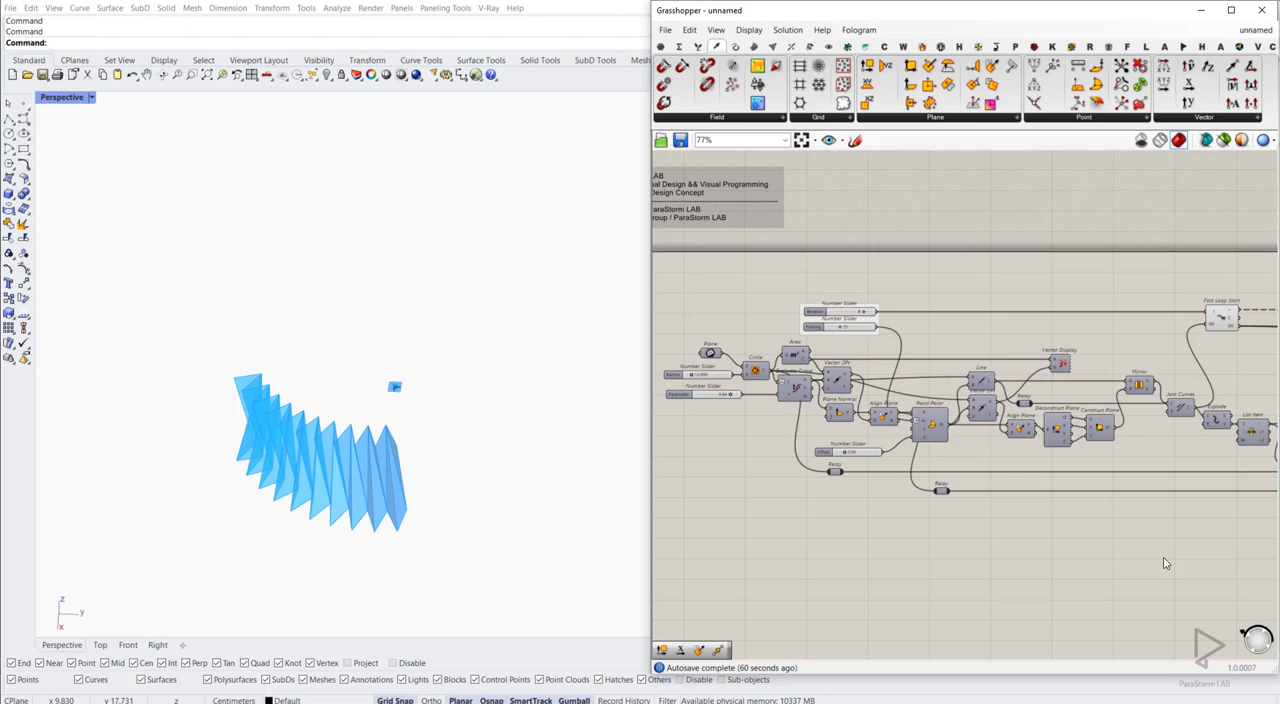 File Edit View Curve Surface SubD Solid Mesh Dimension Transform Tools Analyze Render Panels Paneling Tools V-Ray Help
Command
Command
Command:
Standard CPlanes Set View Display Select Viewport Layout Visibility Transform Curve Tools Surface Tools Solid Tools SubD Tools Mesh
Perspective
z
y
x
Perspective Top Front Right
End Near Point Mid Cen Int Perp Tan Quad Knot Vertex Project Disable
Points Curves Surfaces Polysurfaces SubDs Meshes Annotations Lights Blocks Control Points Point Clouds Hatches Others Disable Sub-objects
CPlane x 9.830 y 17.731 z Centimeters Default Grid Snap Ortho Planar Osnap SmartTrack Gumball Record History Filter Available physical memory: 10337 MB
Grasshopper - unnamed
File Edit View Display Solution Help Fologram unnamed
Field Grid Plane Point Vector
77%
LAB
nal Design && Visual Programming
Design Concept
ParaStorm LAB
roup / ParaStorm LAB
Number Slider
Number Slider
Fast Loop Start
Plane
Circle
Area
Vector 2Pt
Number Slider
Radius
Number Slider
Parameter
Plane Normal
Align Plane
Point Polar
Line
Vector Display
Relay
Align Plane
Deconstruct Plane
Construct Plane
Mirror
Join Curves
Explode
List Item
Number Slider
Relay
Relay
Autosave complete (60 seconds ago)
1.0.0007
ParaStorm LAB